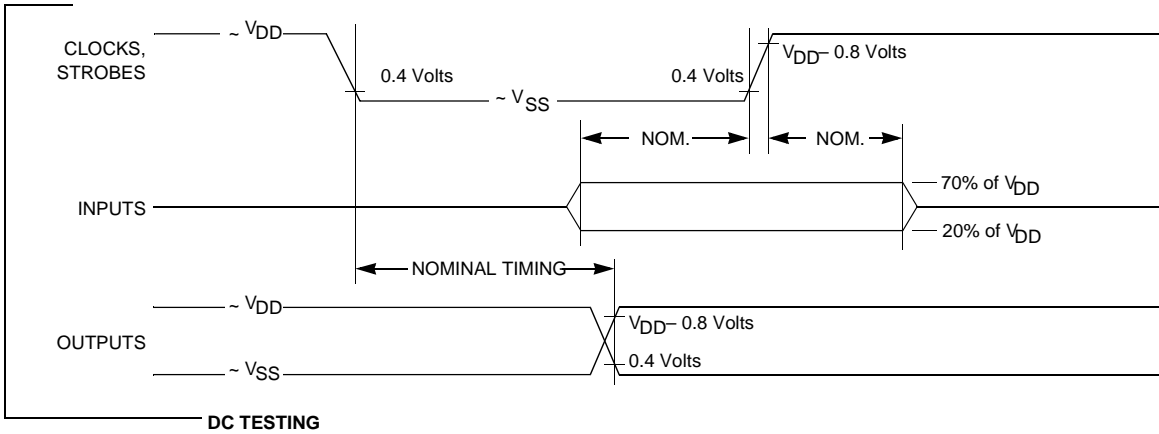 CLOCKS,
STROBES
~ VDD
0.4 Volts
~ VSS
0.4 Volts
VDD – 0.8 Volts
NOM.
NOM.
INPUTS
70% of VDD
20% of VDD
NOMINAL TIMING
OUTPUTS
~ VDD
VDD – 0.8 Volts
0.4 Volts
~ VSS
DC TESTING